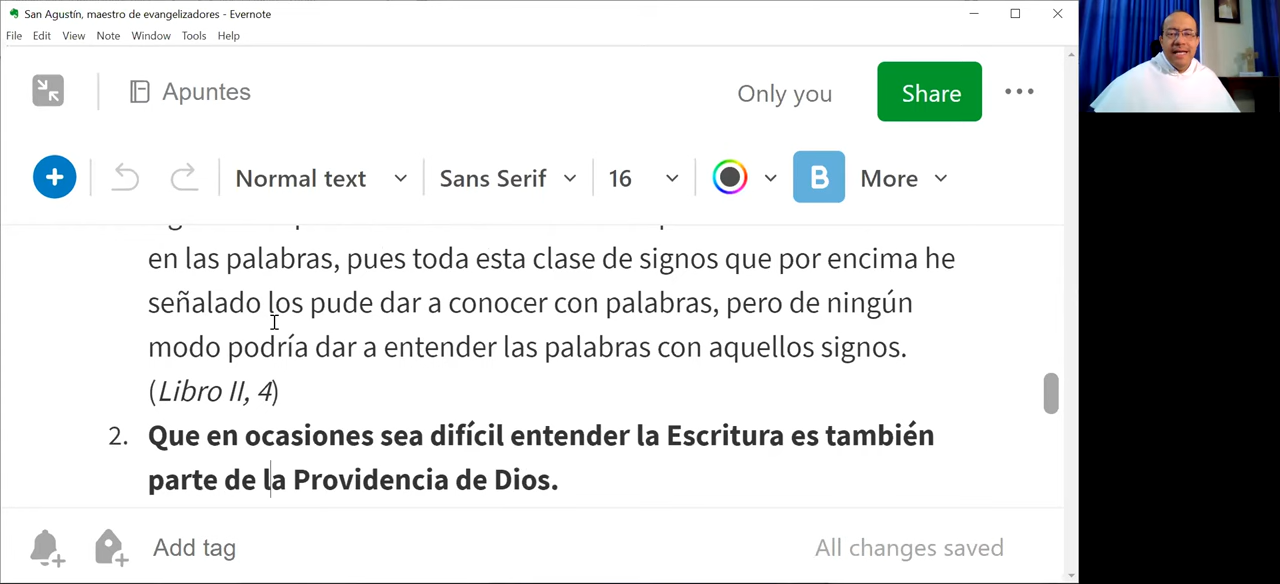 San Agustín, maestro de evangelizadores - Evernote
File Edit View Note Window Tools Help
Apuntes
Only you
Share
Normal text
Sans Serif
16
B
More
en las palabras, pues toda esta clase de signos que por encima he
señalado los pude dar a conocer con palabras, pero de ningún
modo podría dar a entender las palabras con aquellos signos.
(Libro II, 4)
2. Que en ocasiones sea difícil entender la Escritura es también
parte de la Providencia de Dios.
Add tag
All changes saved